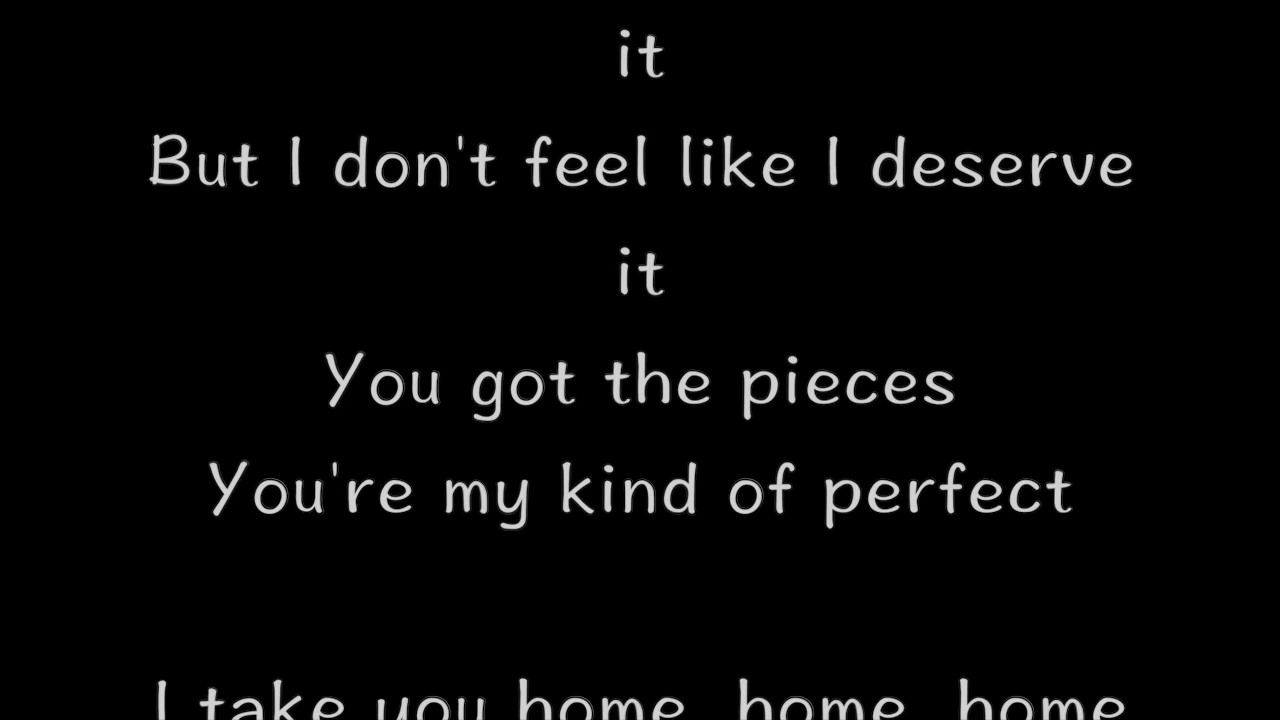 it
But I don't feel like I deserve
it
You got the pieces
You're my kind of perfect
I take you home, home, home